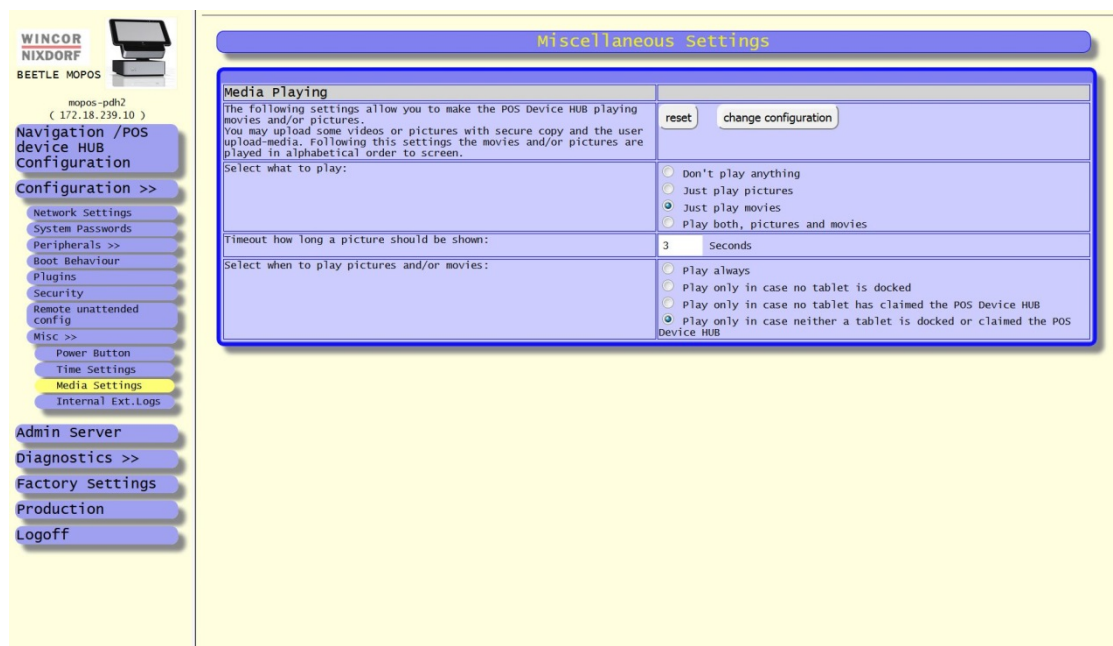 WINCOR
NIXDORF
BEETLE MOPOS
mopos-pdh2
( 172.18.239.10 )
Navigation /POS
device HUB
Configuration
Configuration >>
Network Settings
System Passwords
Peripherals >>
Boot Behaviour
Plugins
Security
Remote unattended
config
Misc >>
Power Button
Time Settings
Media Settings
Internal Ext.Logs
Admin Server
Diagnostics >>
Factory Settings
Production
Logoff
Miscellaneous Settings
Media Playing
The following settings allow you to make the POS Device HUB playing
movies and/or pictures.
You may upload some videos or pictures with secure copy and the user
upload-media. Following this settings the movies and/or pictures are
played in alphabetical order to screen.
reset change configuration
Select what to play:
Don't play anything
Just play pictures
Just play movies
Play both, pictures and movies
Timeout how long a picture should be shown:
3 Seconds
Select when to play pictures and/or movies:
Play always
Play only in case no tablet is docked
Play only in case no tablet has claimed the POS Device HUB
Play only in case neither a tablet is docked or claimed the POS
Device HUB